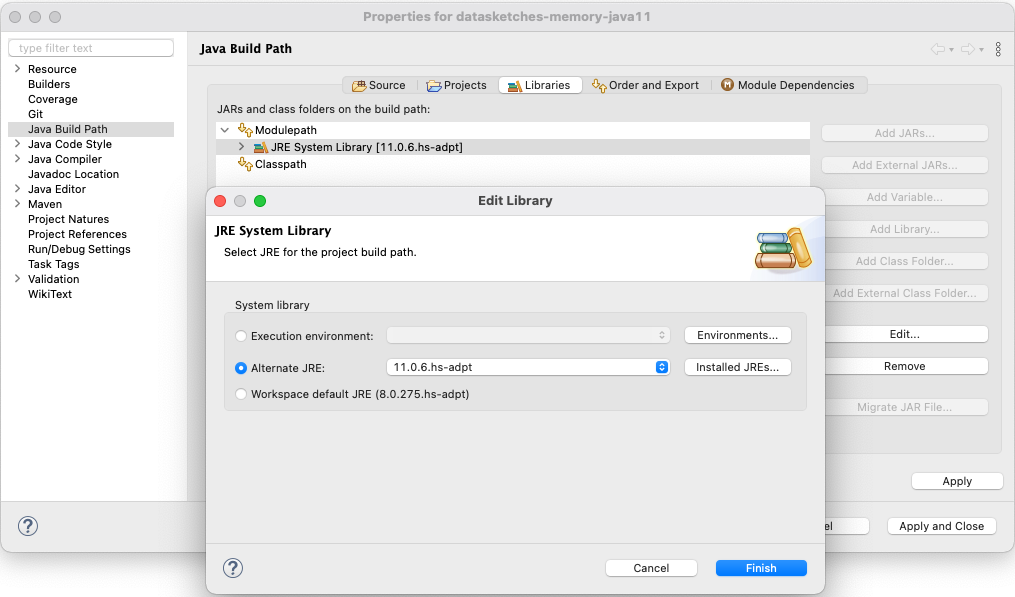 Properties for datasketches-memory-java11
type filter text
Resource
Builders
Coverage
Git
Java Build Path
Java Code Style
Java Compiler
Javadoc Location
Java Editor
Maven
Project Natures
Project References
Run/Debug Settings
Task Tags
Validation
WikiText
Java Build Path
Source Projects Libraries Order and Export M Module Dependencies
JARs and class folders on the build path:
Modulepath
JRE System Library [11.0.6.hs-adpt]
Classpath
Add JARs...
Add External JARs...
Add Variable...
Add Library...
Add Class Folder...
Add External Class Folder...
Edit...
Remove
Migrate JAR File...
Apply
Apply and Close
?
Edit Library
JRE System Library
Select JRE for the project build path.
System library
Execution environment: Environments...
Alternate JRE: 11.0.6.hs-adpt Installed JREs...
Workspace default JRE (8.0.275.hs-adpt)
? Cancel Finish